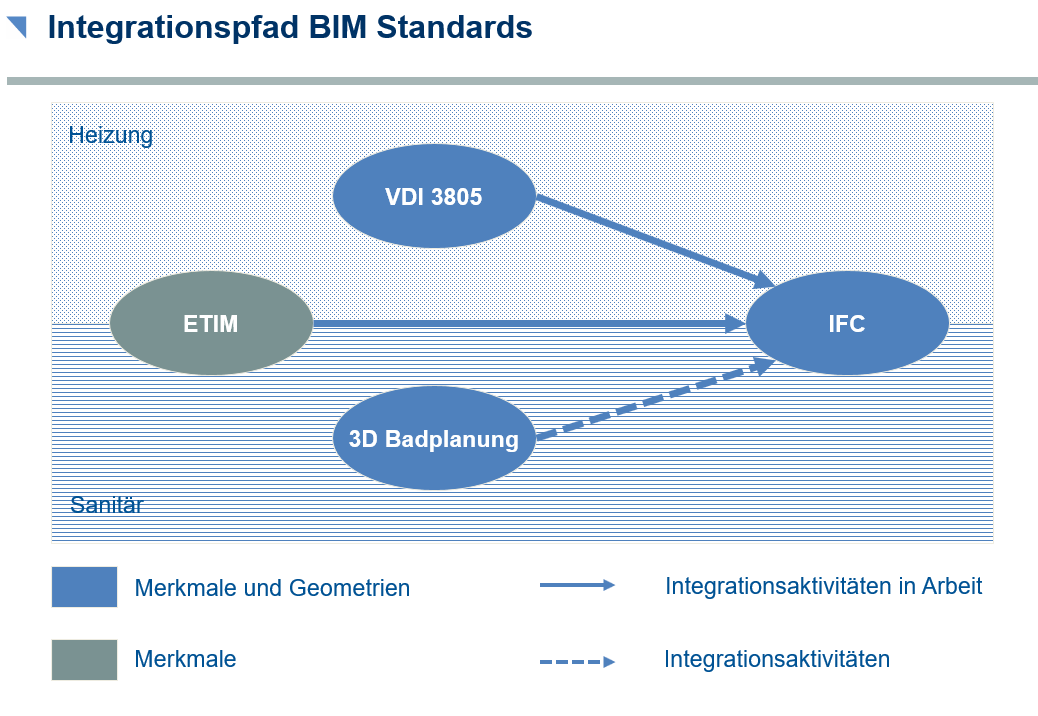 Integrationspfad BIM Standards
Heizung
VDI 3805
ETIM
IFC
3D Badplanung
Sanitär
Merkmale und Geometrien
Integrationsaktivitäten in Arbeit
Merkmale
Integrationsaktivitäten